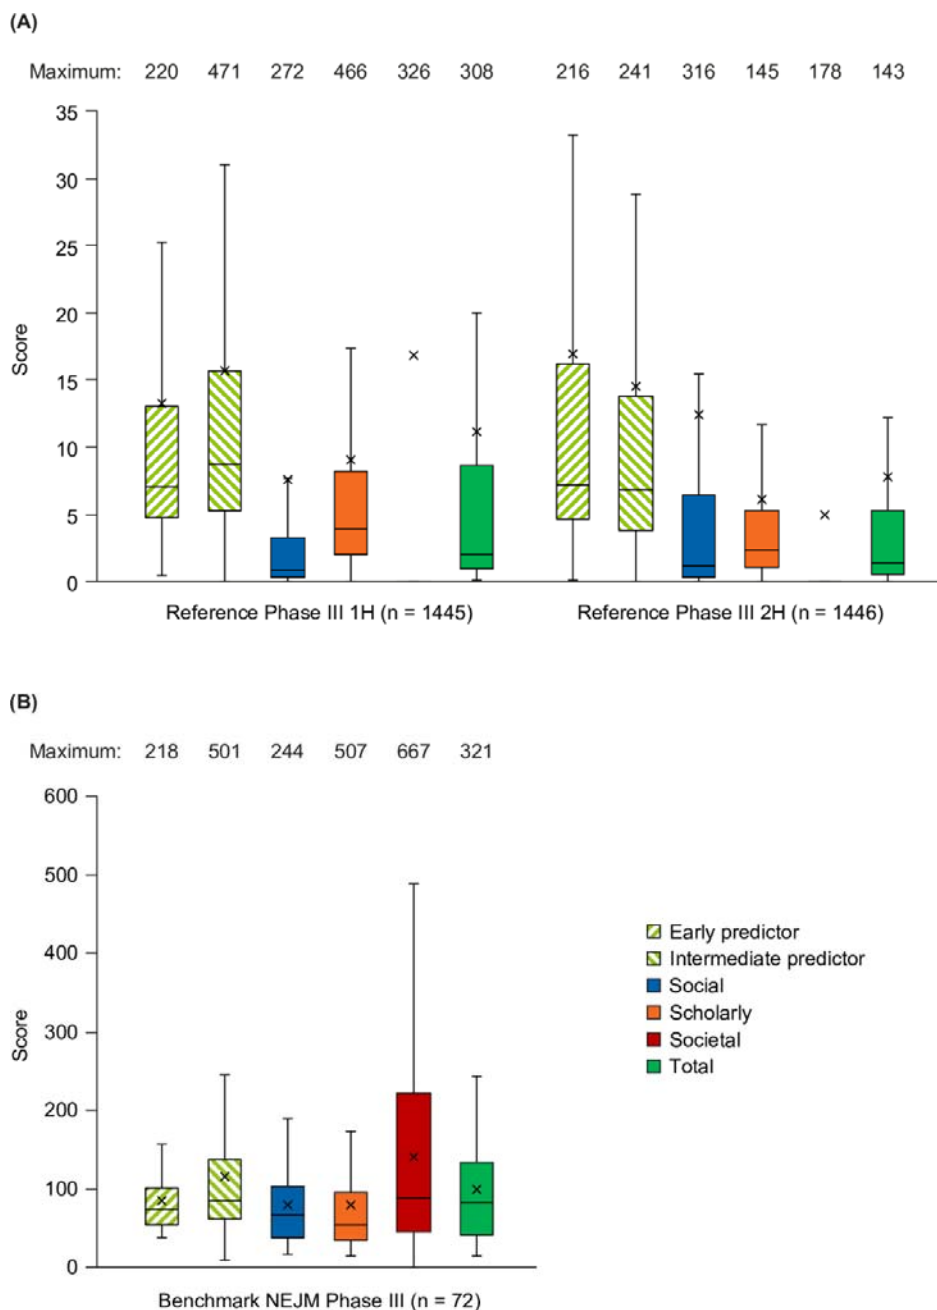 (A)
Maximum: 220 471 272 466 326 308 216 241 316 145 178 143
35
30
25
20
15
10
5
0
Score
Reference Phase III 1H (n = 1445) Reference Phase III 2H (n = 1446)
(B)
Maximum: 218 501 244 507 667 321
600
500
400
300
200
100
0
Score
Early predictor
Intermediate predictor
Social
Scholarly
Societal
Total
Benchmark NEJM Phase III (n = 72)